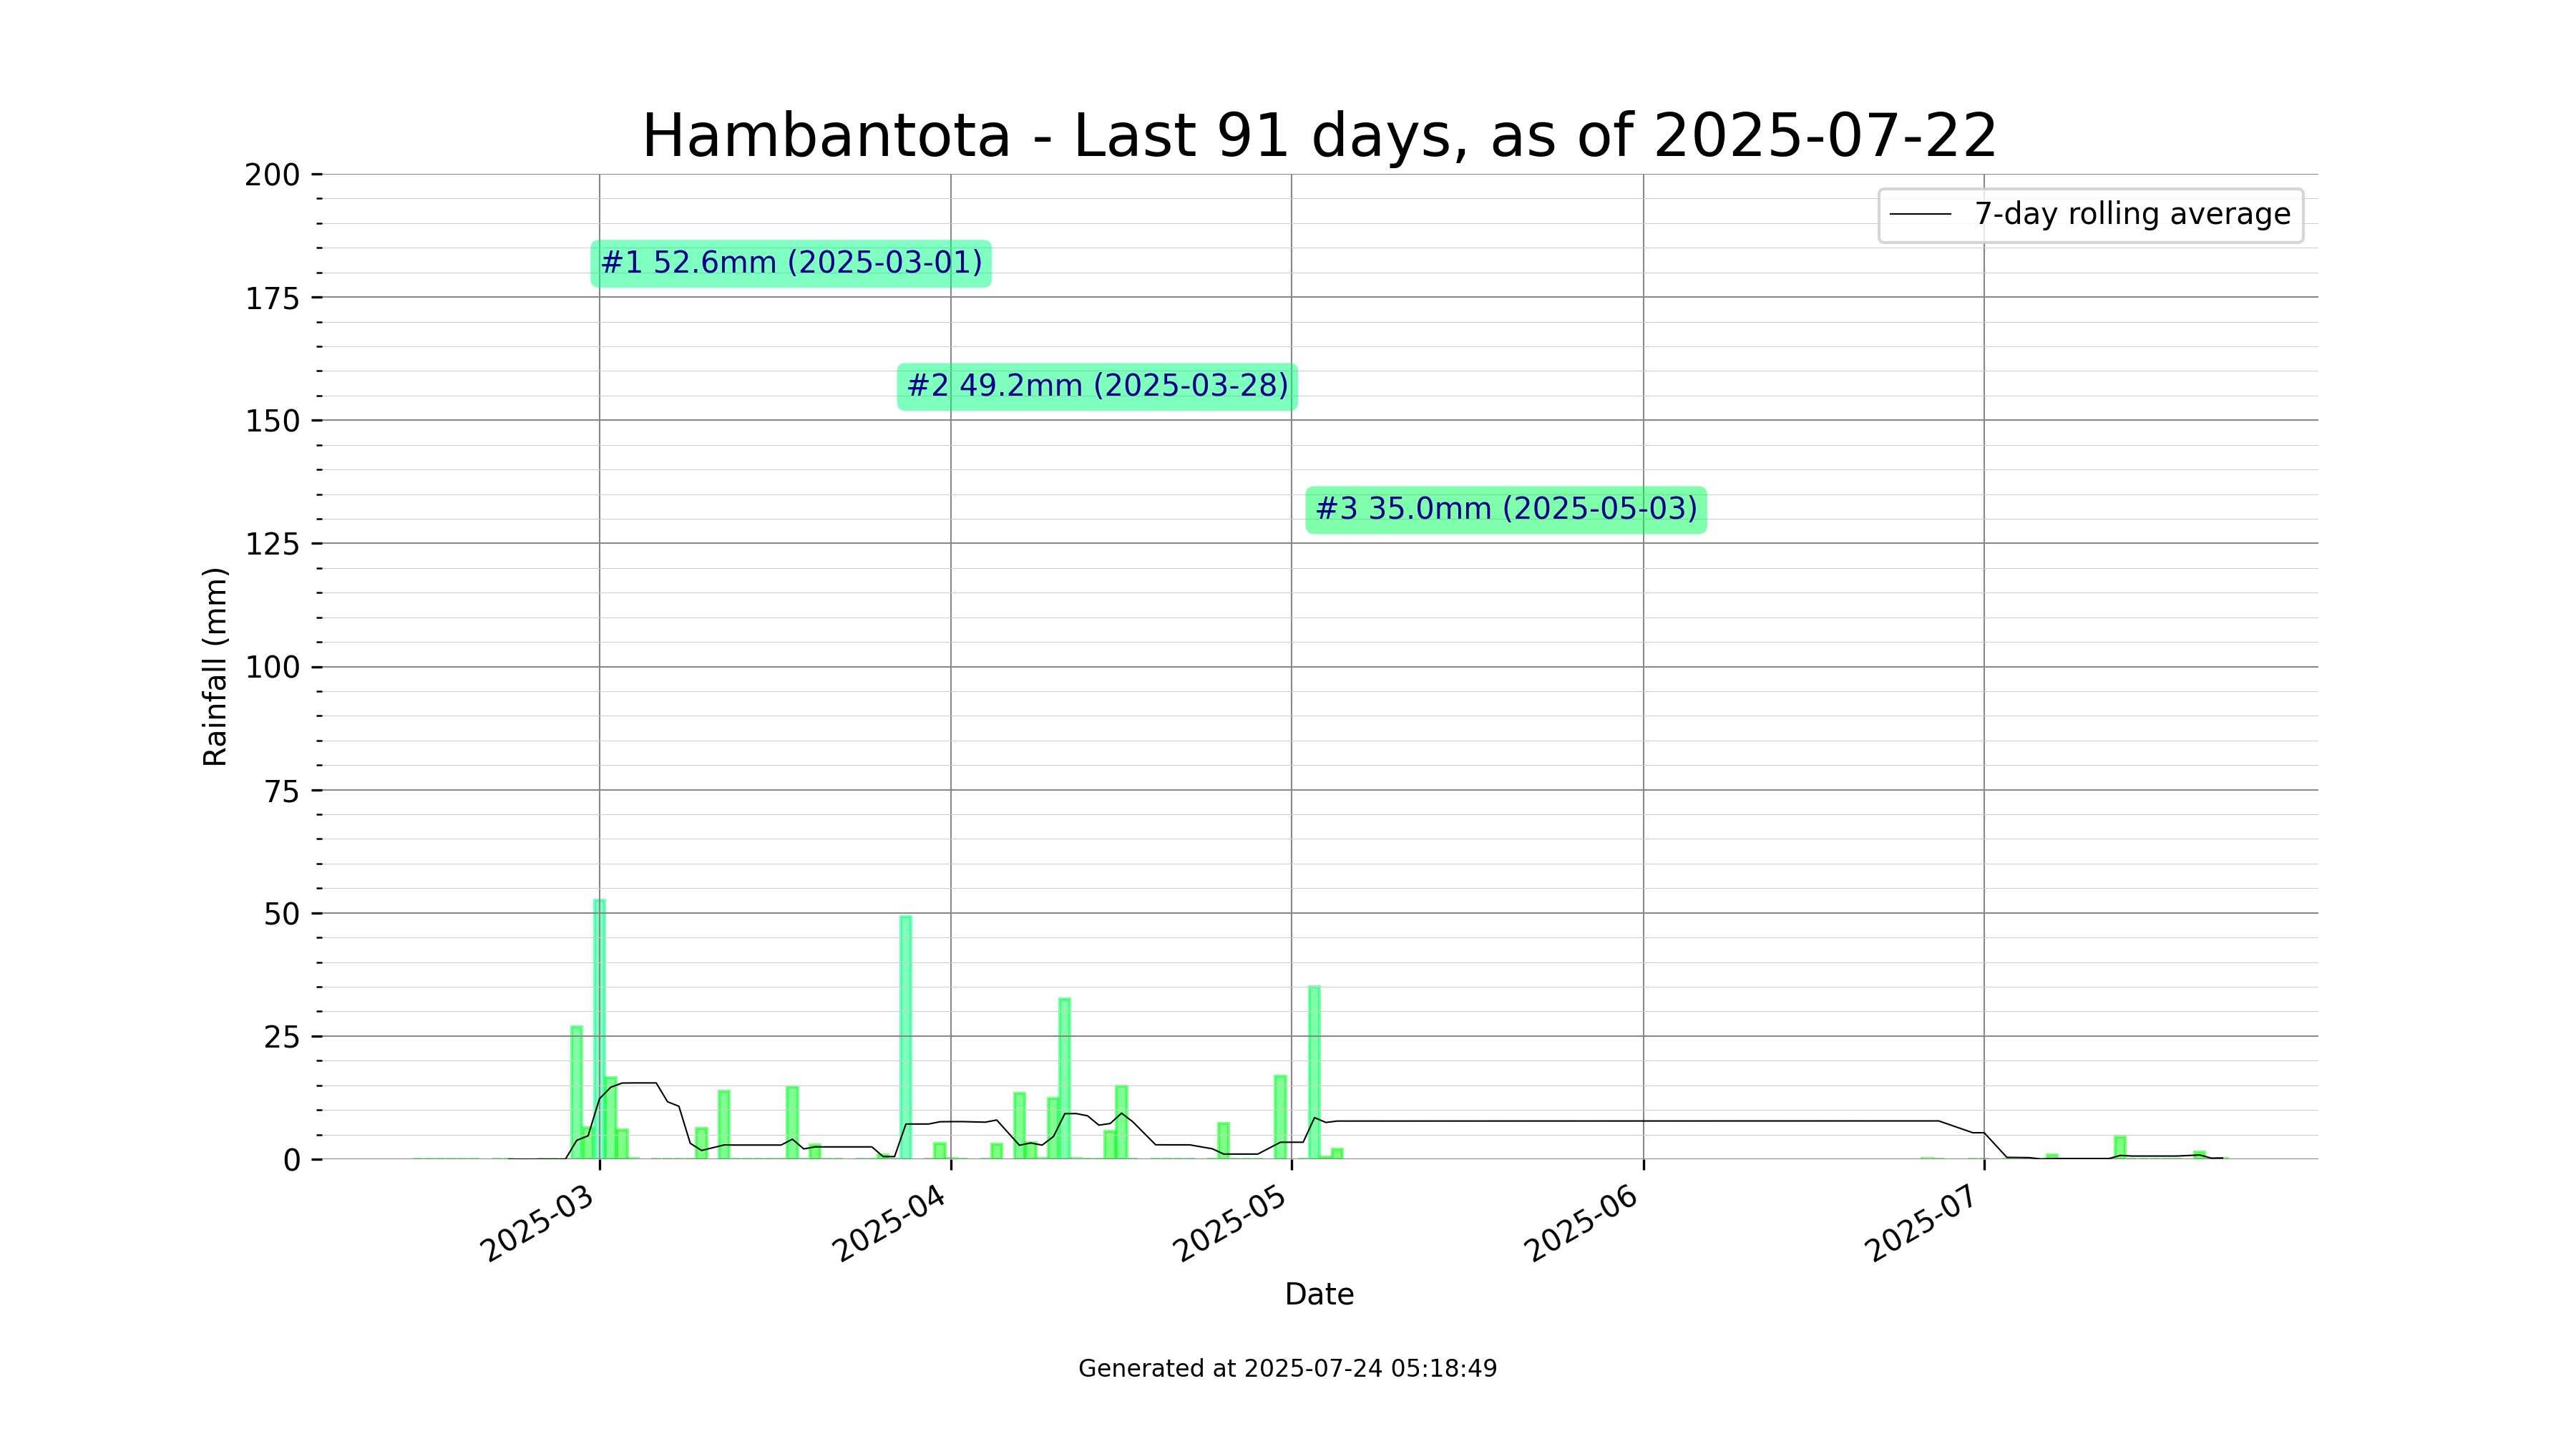 Hambantota - Last 91 days, as of 2025-07-22
7-day rolling average
200
175
150
125
100
75
50
25
0
Rainfall (mm)
#1 52.6mm (2025-03-01)
#2 49.2mm (2025-03-28)
#3 35.0mm (2025-05-03)
2025-03
2025-04
2025-05
2025-06
2025-07
Date
Generated at 2025-07-24 05:18:49